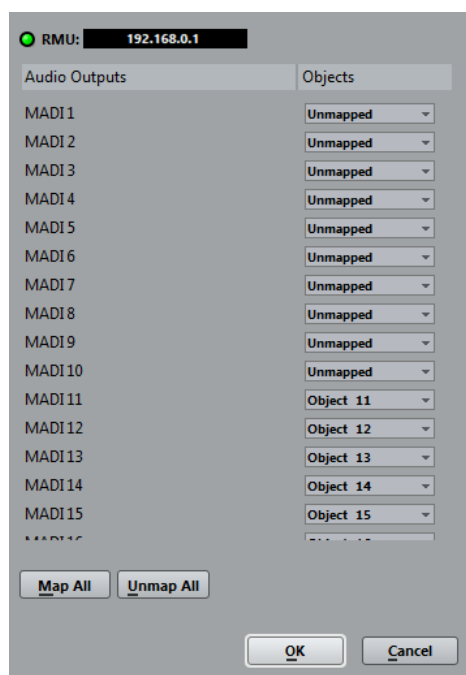 RMU: 192.168.0.1
Audio Outputs Objects
MADI 1 Unmapped
MADI 2 Unmapped
MADI 3 Unmapped
MADI 4 Unmapped
MADI 5 Unmapped
MADI 6 Unmapped
MADI 7 Unmapped
MADI 8 Unmapped
MADI 9 Unmapped
MADI 10 Unmapped
MADI 11 Object 11
MADI 12 Object 12
MADI 13 Object 13
MADI 14 Object 14
MADI 15 Object 15
Map All Unmap All
OK Cancel